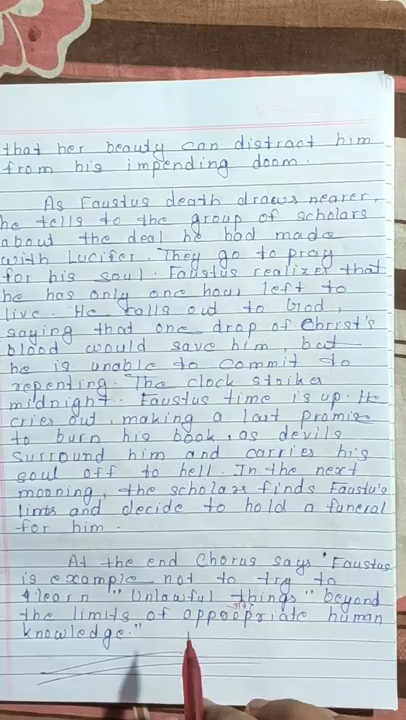 that her beauty can distract him
from his impending doom.
As Faustus death draws nearer,
he tells to the group of scholars
about the deal he had made
with Lucifer. They go to pray
for his soul. Faustus realizes that
he has only one hour left to
live. He calls out to God,
saying that one drop of Christ's
blood would save him, but
he is unable to commit to
repenting. The clock strikes
midnight. Faustus time is up. He
cries out, making a last promise
to burn his book, as devils
surround him and carries his
soul off to hell. In the next
morning, the scholars finds Faustus's
limbs and decide to hold a funeral
for him.
At the end Chorus says "Faustus
is example not to try to
learn "Unlawful things" beyond
the limits of appropriate human
knowledge."